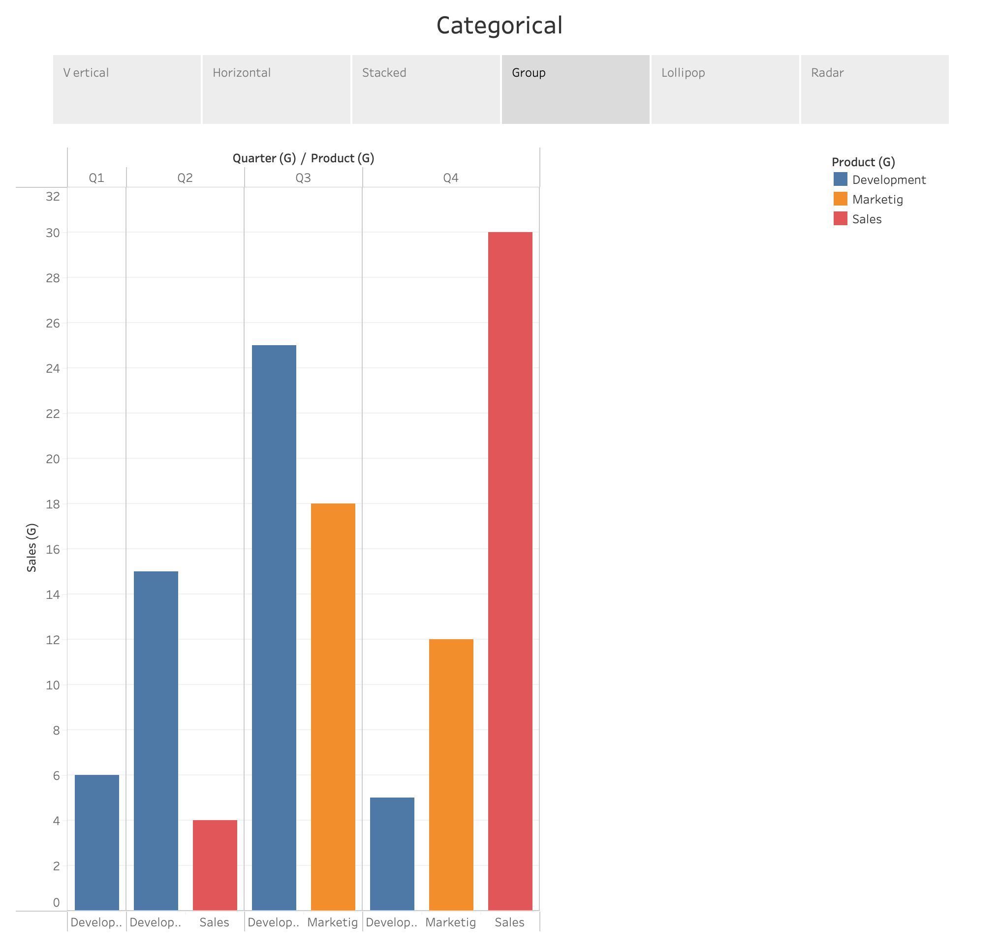 Categorical
V ertical Horizontal Stacked Group Lollipop Radar
Quarter (G) / Product (G)
Q1 Q2 Q3 Q4
Product (G)
Development
Marketig
Sales
32
30
28
26
24
22
20
18
16
14
12
10
8
6
4
2
0
Sales (G)
Develop.. Develop.. Sales Develop.. Marketig Develop.. Marketig Sales